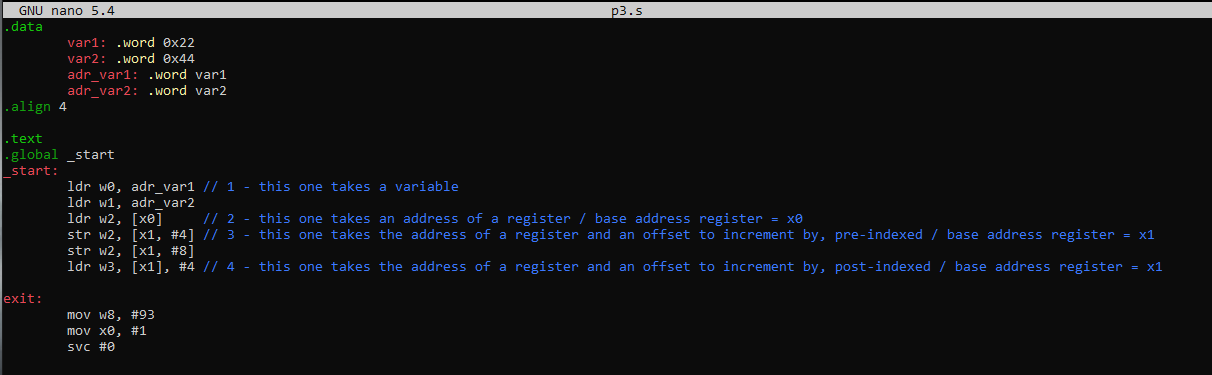 GNU nano 5.4 p3.s
.data
var1: .word 0x22
var2: .word 0x44
adr_var1: .word var1
adr_var2: .word var2
.align 4
.text
.global _start
_start:
ldr w0, adr_var1 // 1 - this one takes a variable
ldr w1, adr_var2
ldr w2, [x0] // 2 - this one takes an address of a register / base address register = x0
str w2, [x1, #4] // 3 - this one takes the address of a register and an offset to increment by, pre-indexed / base address register = x1
str w2, [x1, #8]
ldr w3, [x1], #4 // 4 - this one takes the address of a register and an offset to increment by, post-indexed / base address register = x1
exit:
mov w8, #93
mov x0, #1
svc #0